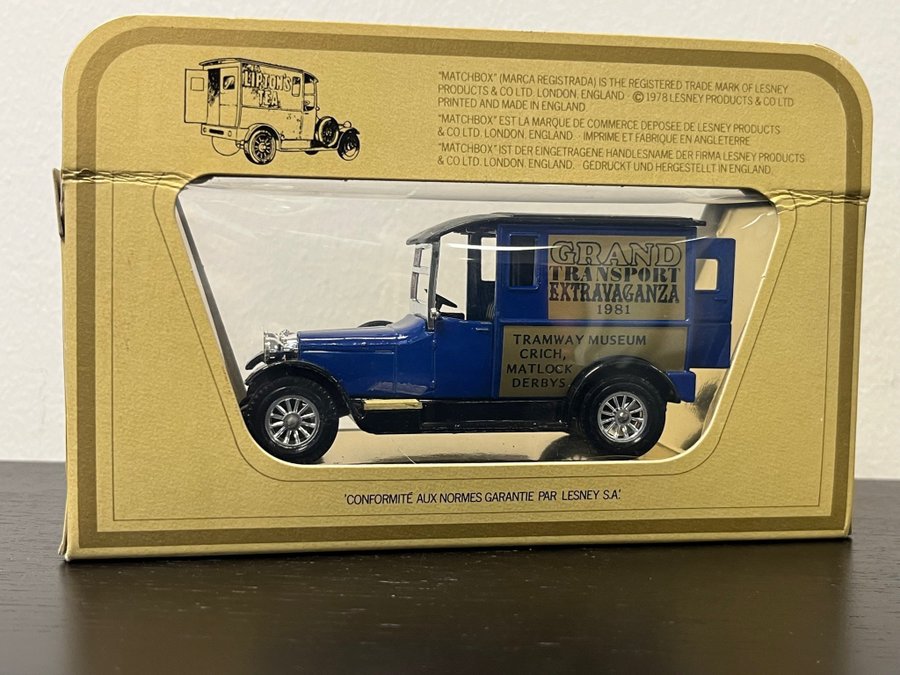 LIPTON'S
TEA
"MATCHBOX" (MARCA REGISTRADA) IS THE REGISTERED TRADE MARK OF LESNEY
PRODUCTS & CO LTD. LONDON, ENGLAND · © 1978 LESNEY PRODUCTS & CO LTD
PRINTED AND MADE IN ENGLAND
"MATCHBOX" EST LA MARQUE DE COMMERCE DEPOSEE DE LESNEY PRODUCTS
& CO LTD. LONDON, ENGLAND · IMPRIME ET FABRIQUE EN ANGLETERRE
"MATCHBOX" IST DER EINGETRAGENE HANDLESNAME DER FIRMA LESNEY PRODUCTS
& CO LTD. LONDON, ENGLAND. · GEDRUCKT UND HERGESTELLT IN ENGLAND.
GRAND
TRANSPORT
EXTRAVAGANZA
1981
TRAMWAY MUSEUM
CRICH,
MATLOCK
DERBYS.
'CONFORMITÉ AUX NORMES GARANTIE PAR LESNEY S.A.'